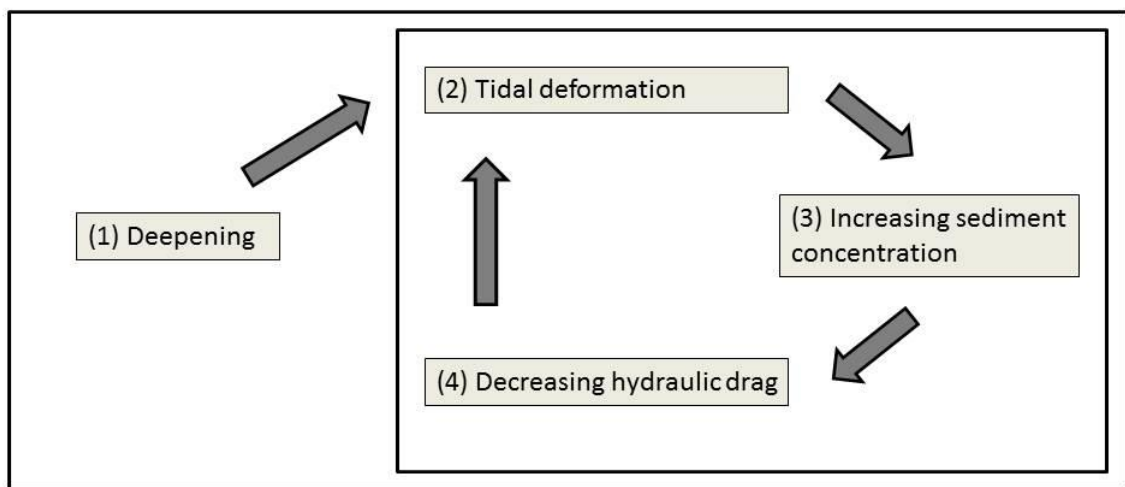 (2) Tidal deformation
(1) Deepening
(3) Increasing sediment
concentration
(4) Decreasing hydraulic drag